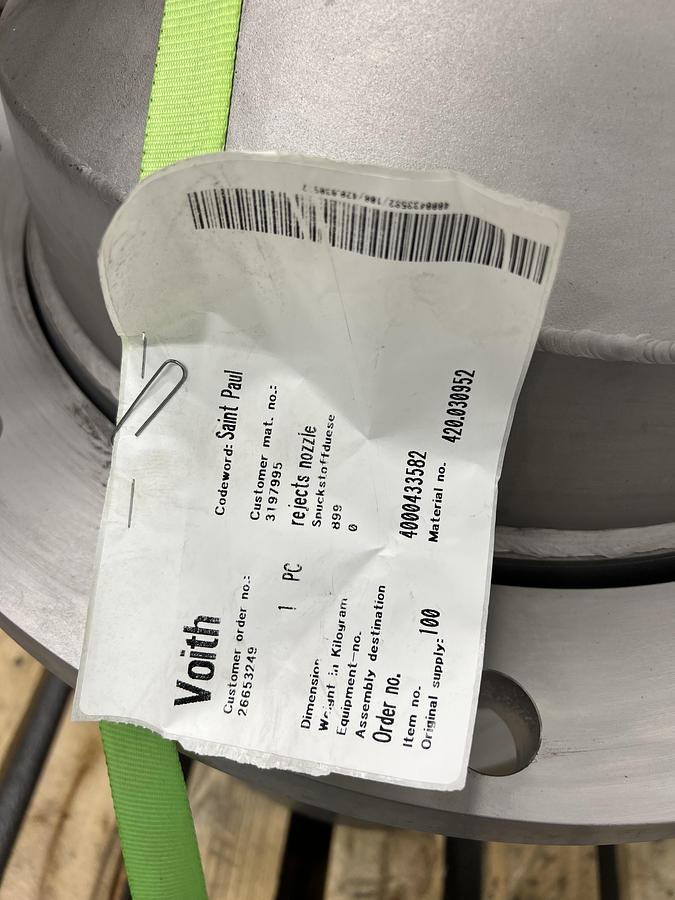 Voith
Codeword: Saint Paul
Customer order no.:
26653249
Customer mat. no.:
3197995
1 PC
rejects nozzle
Spuckstoffduese
Dimension
Weight in Kilogram
899
Equipment-no.
0
Assembly destination
Order no.
4000433582
Item no.
100
Material no.
420.030952
Original supply: